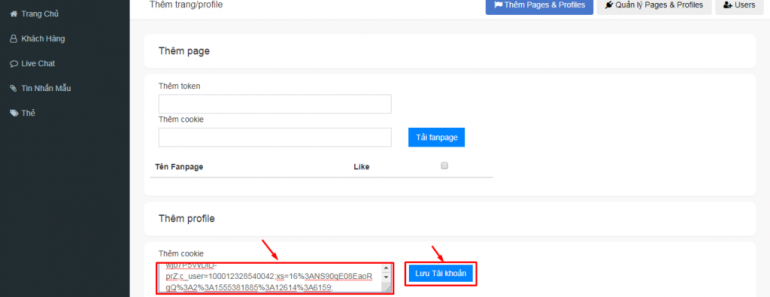 Trang Chủ
Khách Hàng
Live Chat
Tin Nhắn Mẫu
Thẻ
Thêm trang/profile
Thêm Pages & Profiles
Quản lý Pages & Profiles
Users
Thêm page
Thêm token
Thêm cookie
Tải fanpage
Tên Fanpage Like
Thêm profile
Thêm cookie
prZ;c_user=100012328540042;xs=16%3ANS90qE08EaoR
gQ%3A2%3A1555381885%3A12614%3A6159;
Lưu Tài khoản